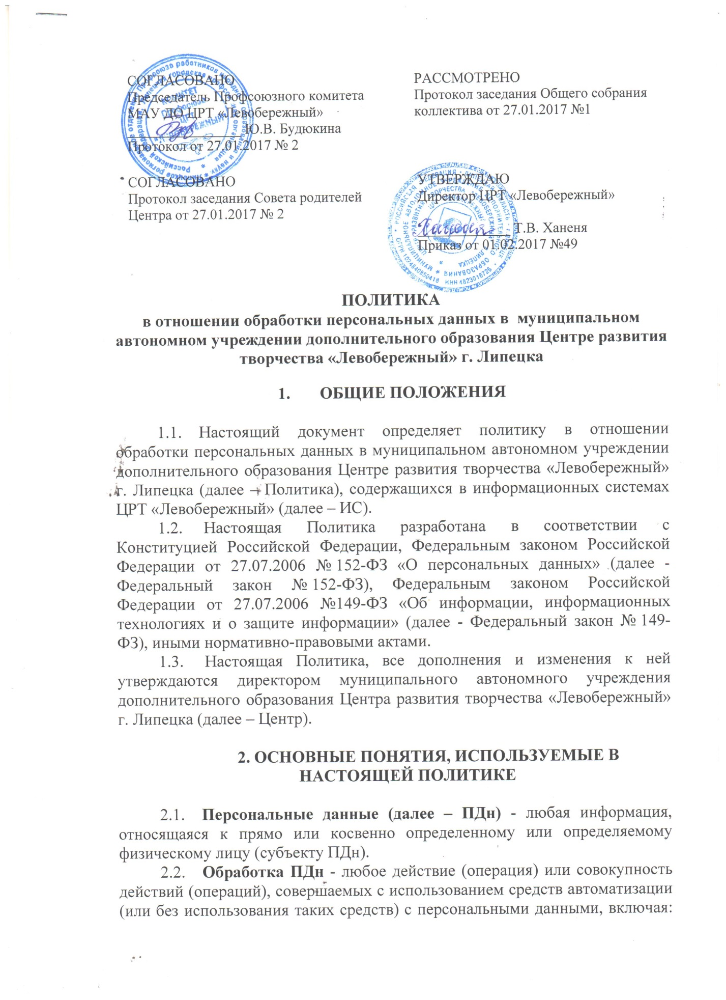 СОГЛАСОВАНО
Председатель Профсоюзного комитета
МАУ ДО ЦРТ «Левобережный»
Ю.В. Будюкина
Протокол от 27.01.2017 № 2
РАССМОТРЕНО
Протокол заседания Общего собрания
коллектива от 27.01.2017 №1
СОГЛАСОВАНО
Протокол заседания Совета родителей
Центра от 27.01.2017 № 2
УТВЕРЖДАЮ
Директор ЦРТ «Левобережный»
Т.В. Ханеня
Приказ от 01.02.2017 №49
ПОЛИТИКА
в отношении обработки персональных данных в муниципальном
автономном учреждении дополнительного образования Центре развития
творчества «Левобережный» г. Липецка
1. ОБЩИЕ ПОЛОЖЕНИЯ
1.1. Настоящий документ определяет политику в отношении
обработки персональных данных в муниципальном автономном учреждении
дополнительного образования Центре развития творчества «Левобережный»
г. Липецка (далее – Политика), содержащихся в информационных системах
ЦРТ «Левобережный» (далее – ИС).
1.2. Настоящая Политика разработана в соответствии с
Конституцией Российской Федерации, Федеральным законом Российской
Федерации от 27.07.2006 № 152-ФЗ «О персональных данных» (далее -
Федеральный закон № 152-ФЗ), Федеральным законом Российской
Федерации от 27.07.2006 №149-ФЗ «Об информации, информационных
технологиях и о защите информации» (далее - Федеральный закон № 149-
ФЗ), иными нормативно-правовыми актами.
1.3. Настоящая Политика, все дополнения и изменения к ней
утверждаются директором муниципального автономного учреждения
дополнительного образования Центра развития творчества «Левобережный»
г. Липецка (далее – Центр).
2. ОСНОВНЫЕ ПОНЯТИЯ, ИСПОЛЬЗУЕМЫЕ В
НАСТОЯЩЕЙ ПОЛИТИКЕ
2.1. Персональные данные (далее – ПДн) - любая информация,
относящаяся к прямо или косвенно определенному или определяемому
физическому лицу (субъекту ПДн).
2.2. Обработка ПДн - любое действие (операция) или совокупность
действий (операций), совершаемых с использованием средств автоматизации
(или без использования таких средств) с персональными данными, включая: